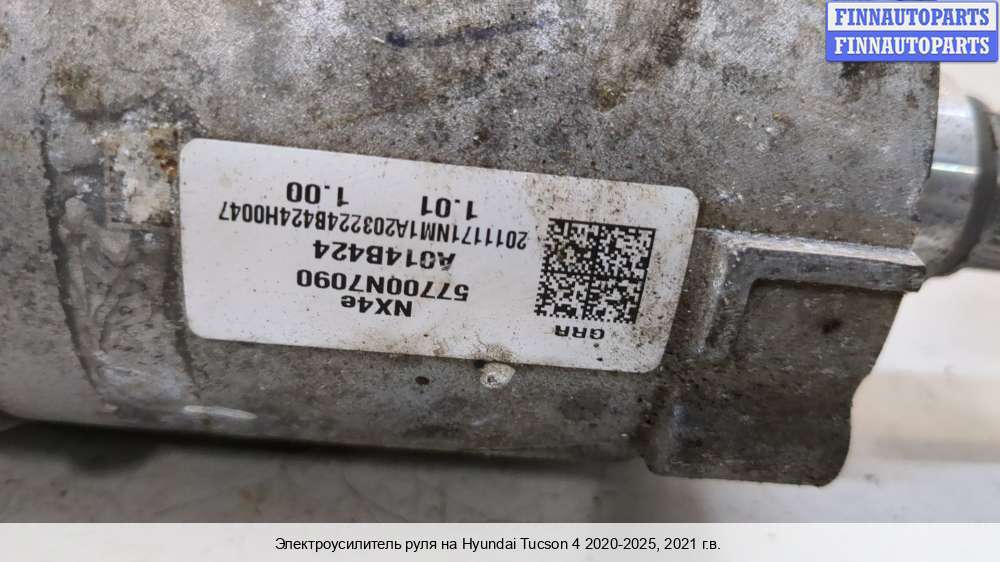 FINNAUTOPARTS
FINNAUTOPARTS
GRR
NX4e
57700N7090
A014B424
2011171NM1A203224B424H0047
1.01 1.00
Электроусилитель руля на Hyundai Tucson 4 2020-2025, 2021 г.в.